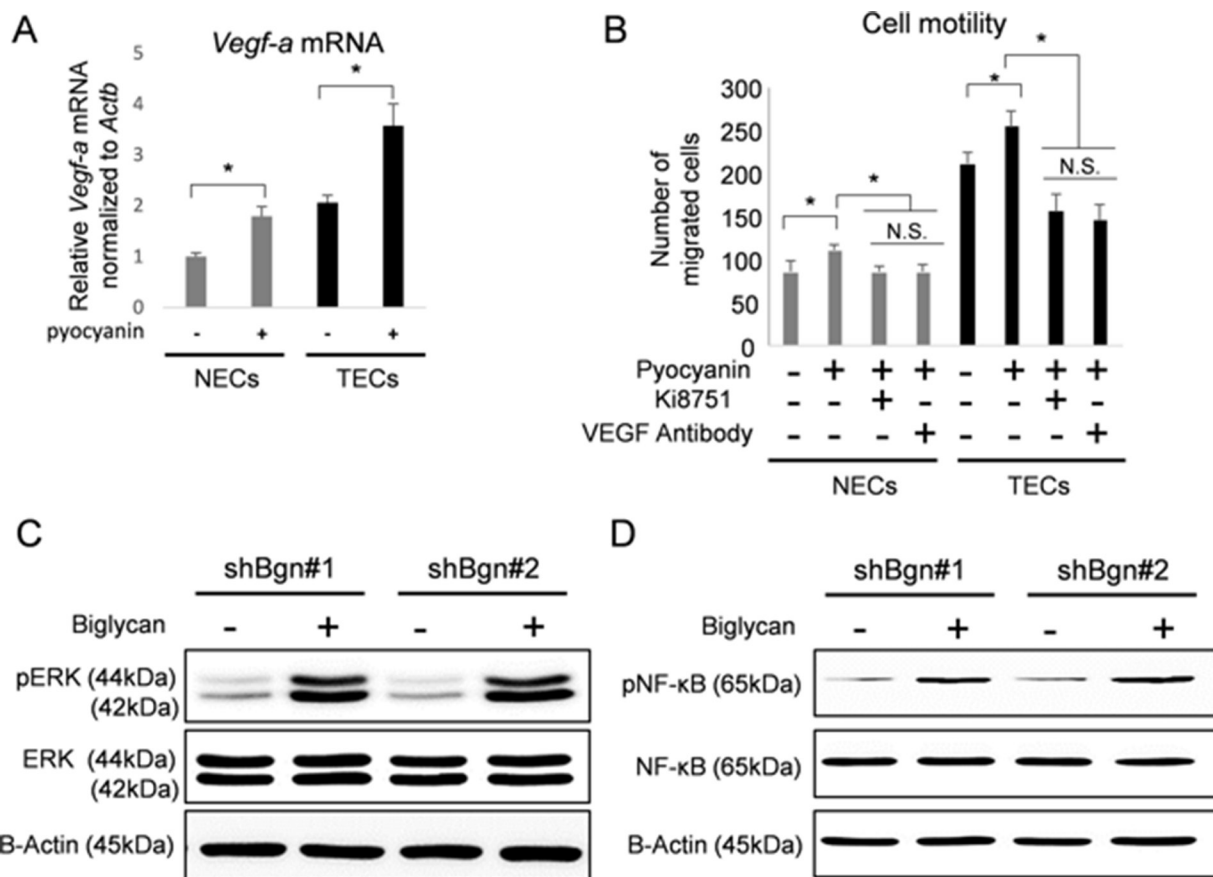 A
Vegf-a mRNA
Relative Vegf-a mRNA
normalized to Actb
5
4
3
2
1
0
*
*
pyocyanin - + - +
NECs TECs
B
Cell motility
Number of
migrated cells
300
250
200
150
100
50
0
*
*
N.S.
*
*
N.S.
Pyocyanin - + + + - + + +
Ki8751 - - + - - - + -
VEGF Antibody - - - + - - - +
NECs TECs
C
shBgn#1 shBgn#2
Biglycan - + - +
pERK (44kDa)
(42kDa)
ERK (44kDa)
(42kDa)
B-Actin (45kDa)
D
shBgn#1 shBgn#2
Biglycan - + - +
pNF-κB (65kDa)
NF-κB (65kDa)
B-Actin (45kDa)